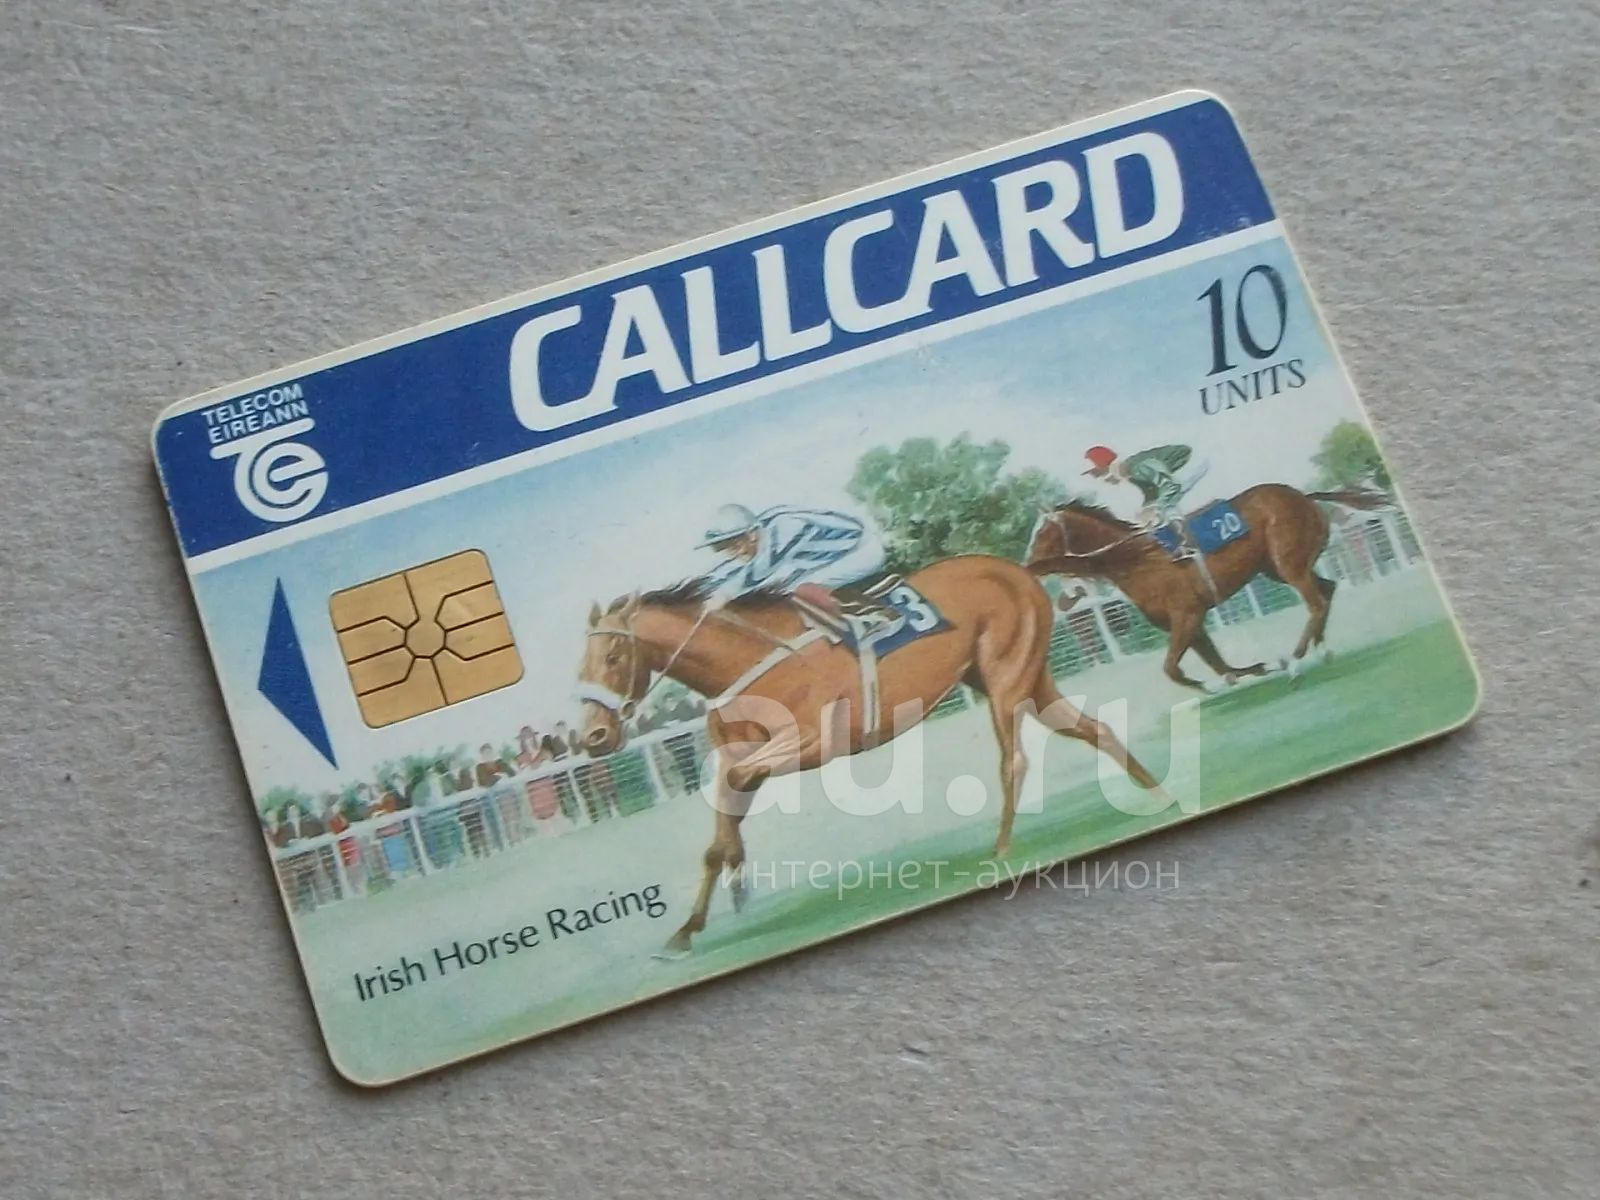 CALLCARD
TELECOM
EIREANN
10
UNITS
20
3
au.ru
интернет-аукцион
Irish Horse Racing